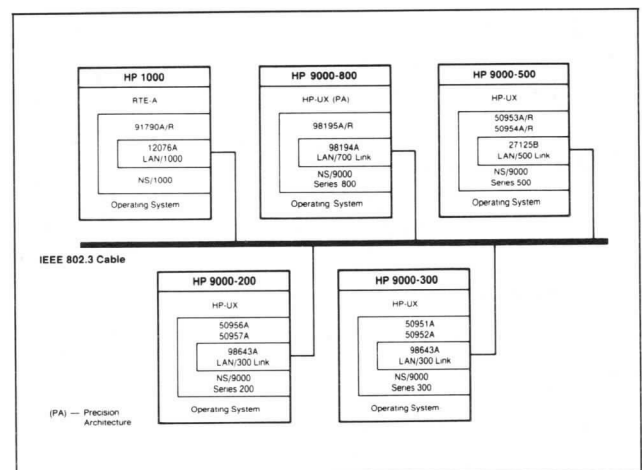 HP 1000
RTE-A
91790A/R
12076A
LAN/1000
NS/1000
Operating System
HP 9000-800
HP-UX (PA)
98195A/R
98194A
LAN/700 Link
NS/9000
Series 800
Operating System
HP 9000-500
HP-UX
50953A/R
50954A/R
27125B
LAN/500 Link
NS/9000
Series 500
Operating System
IEEE 802.3 Cable
HP 9000-200
HP-UX
50956A
50957A
98643A
LAN/300 Link
NS/9000
Series 200
Operating System
HP 9000-300
HP-UX
50951A
50952A
98643A
LAN/300 Link
NS/9000
Series 300
Operating System
(PA) — Precision
Architecture